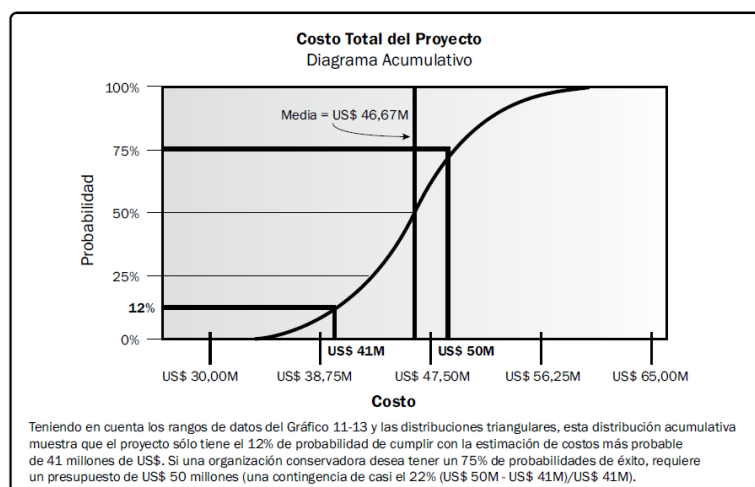 Costo Total del Proyecto
Diagrama Acumulativo
100%
Media = US$ 46,67M
75%
50%
25%
12%
0%
Probabilidad
US$ 41M
US$ 50M
US$ 30,00M
US$ 38,75M
US$ 47,50M
US$ 56,25M
US$ 65,00M
Costo
Teniendo en cuenta los rangos de datos del Gráfico 11-13 y las distribuciones triangulares, esta distribución acumulativa
muestra que el proyecto sólo tiene el 12% de probabilidad de cumplir con la estimación de costos más probable
de 41 millones de US$. Si una organización conservadora desea tener un 75% de probabilidades de éxito, requiere
un presupuesto de US$ 50 millones (una contingencia de casi el 22% (US$ 50M - US$ 41M)/US$ 41M).